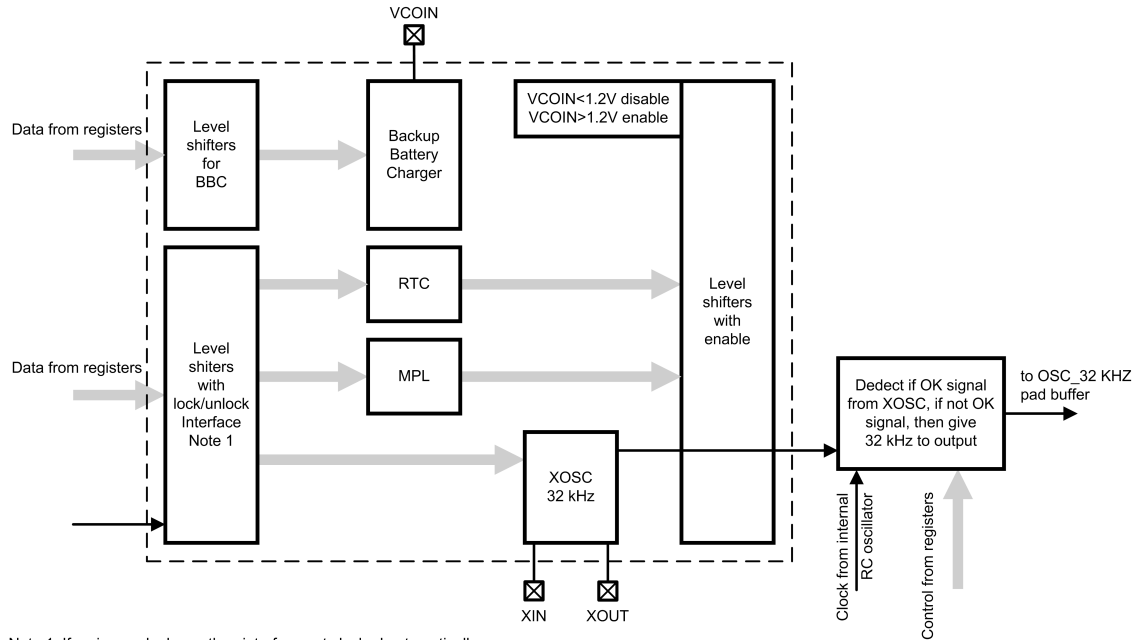 VCOIN
Data from registers
Level
shifters
for
BBC
Backup
Battery
Charger
VCOIN<1.2V disable
VCOIN>1.2V enable
Data from registers
Level
shiters
with
lock/unlock
Interface
Note 1
RTC
MPL
XOSC
32 kHz
Level
shifters
with
enable
Dedect if OK signal
from XOSC, if not OK
signal, then give
32 kHz to output
to OSC_32 KHZ
pad buffer
Clock from internal
RC oscillator
Control from registers
XIN
XOUT